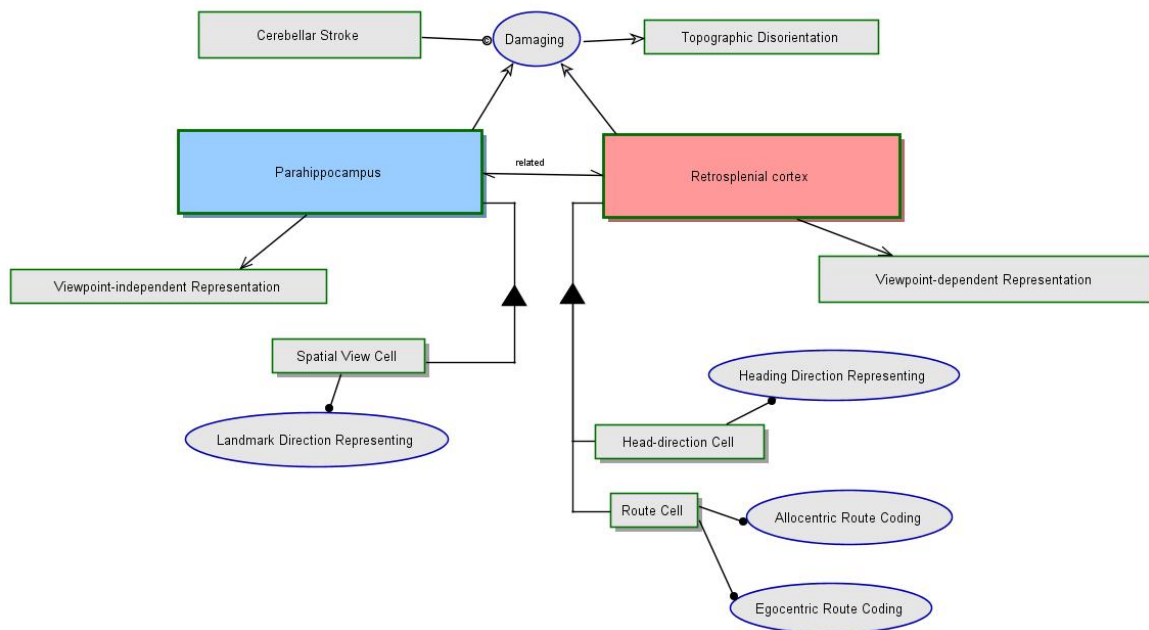 Cerebellar Stroke
Damaging
Topographic Disorientation
Parahippocampus
related
Retrosplenial cortex
Viewpoint-independent Representation
Viewpoint-dependent Representation
Spatial View Cell
Heading Direction Representing
Landmark Direction Representing
Head-direction Cell
Route Cell
Allocentric Route Coding
Egocentric Route Coding